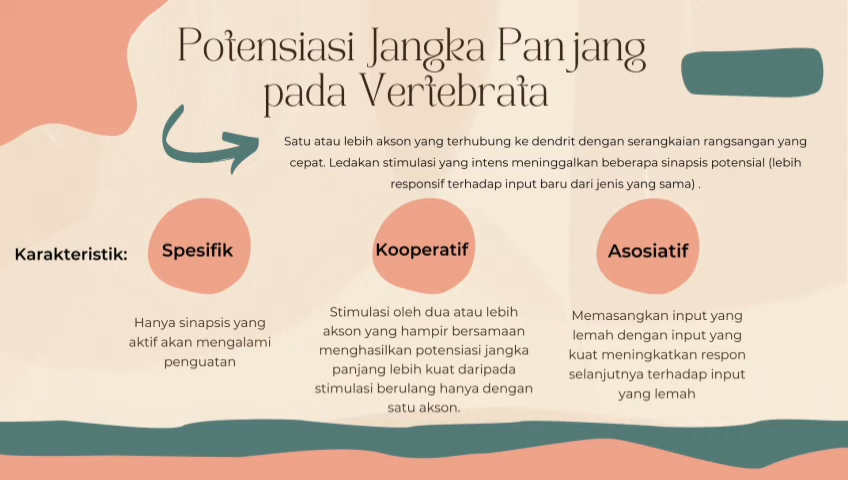 Potensiasi Jangka Panjang
pada Vertebrata
Satu atau lebih akson yang terhubung ke dendrit dengan serangkaian rangsangan yang
cepat. Ledakan stimulasi yang intens meninggalkan beberapa sinapsis potensial (lebih
responsif terhadap input baru dari jenis yang sama) .
Karakteristik:
Spesifik
Hanya sinapsis yang
aktif akan mengalami
penguatan
Kooperatif
Stimulasi oleh dua atau lebih
akson yang hampir bersamaan
menghasilkan potensiasi jangka
panjang lebih kuat daripada
stimulasi berulang hanya dengan
satu akson.
Asosiatif
Memasangkan input yang
lemah dengan input yang
kuat meningkatkan respon
selanjutnya terhadap input
yang lemah